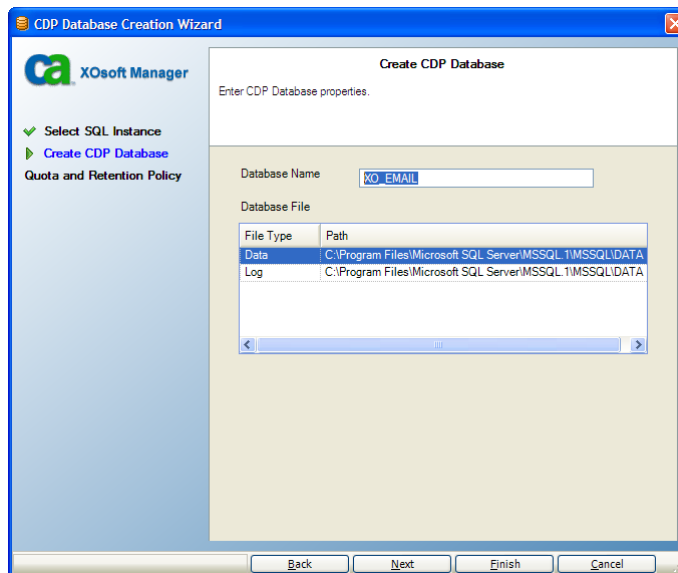 CDP Database Creation Wizard
ca XOsoft Manager
Select SQL Instance
Create CDP Database
Quota and Retention Policy
Create CDP Database
Enter CDP Database properties.
Database Name XO_EMAIL
Database File
File Type Path
Data C:\Program Files\Microsoft SQL Server\MSSQL.1\MSSQL\DATA
Log C:\Program Files\Microsoft SQL Server\MSSQL.1\MSSQL\DATA
Back Next Finish Cancel